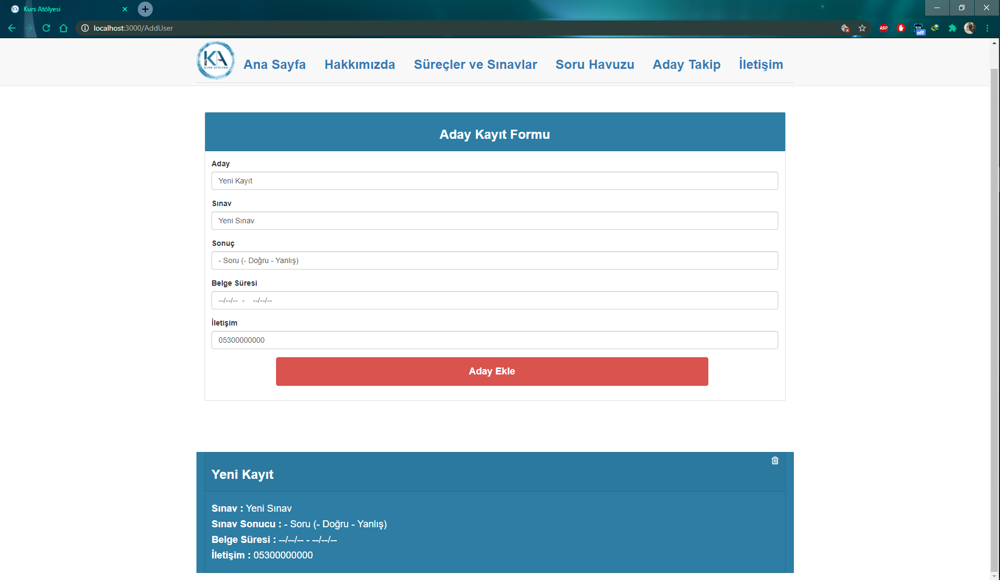 Kurs Atölyesi
localhost:3000/AddUser
ABP
off
KA
KURS ATÖLYESİ
Ana Sayfa Hakkımızda Süreçler ve Sınavlar Soru Havuzu Aday Takip İletişim
Aday Kayıt Formu
Aday
Yeni Kayıt
Sınav
Yeni Sınav
Sonuç
- Soru (- Doğru - Yanlış)
Belge Süresi
--/--/-- - --/--/--
İletişim
05300000000
Aday Ekle
Yeni Kayıt
Sınav : Yeni Sınav
Sınav Sonucu : - Soru (- Doğru - Yanlış)
Belge Süresi : --/--/-- - --/--/--
İletişim : 05300000000